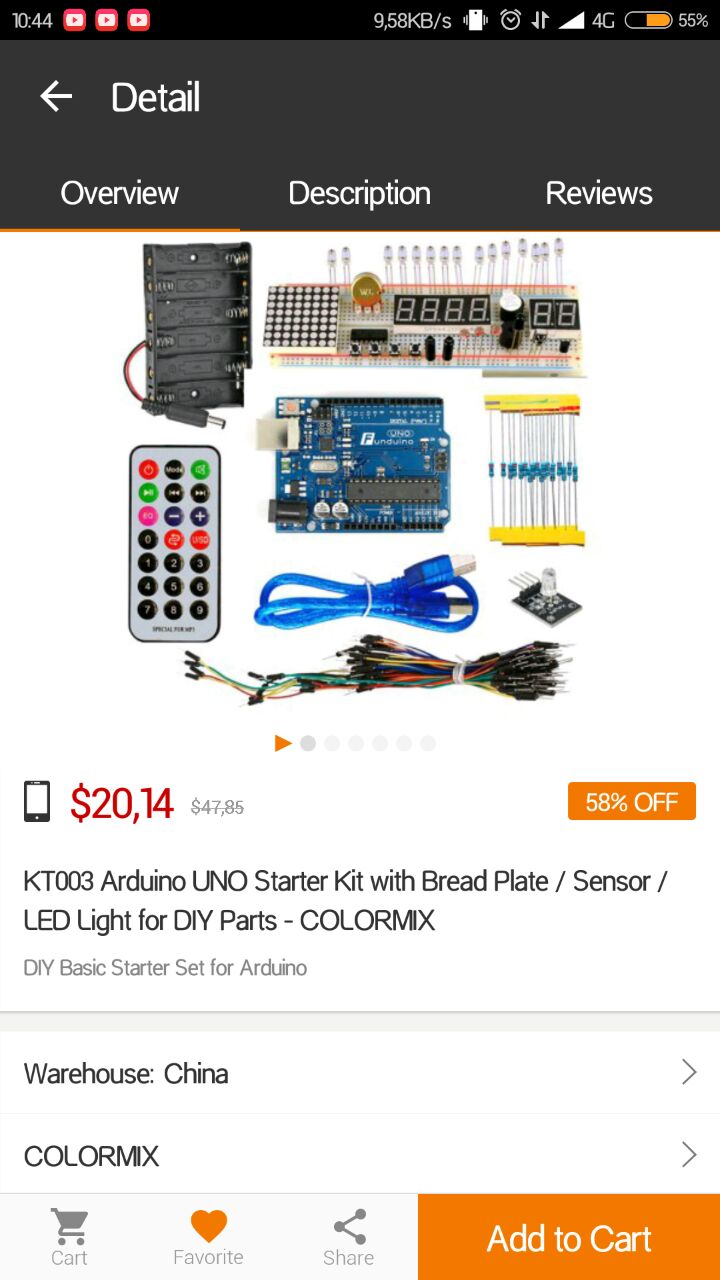 10:44 9,58KB/s 4G 55%
Detail
Overview Description Reviews
W1
Funduino
UNO
Mode
EQ
U/SD
0
1 2 3
4 5 6
7 8 9
SPECIAL FOR MP3
$20,14 $47,85 58% OFF
KT003 Arduino UNO Starter Kit with Bread Plate / Sensor /
LED Light for DIY Parts - COLORMIX
DIY Basic Starter Set for Arduino
Warehouse: China
COLORMIX
Cart Favorite Share Add to Cart